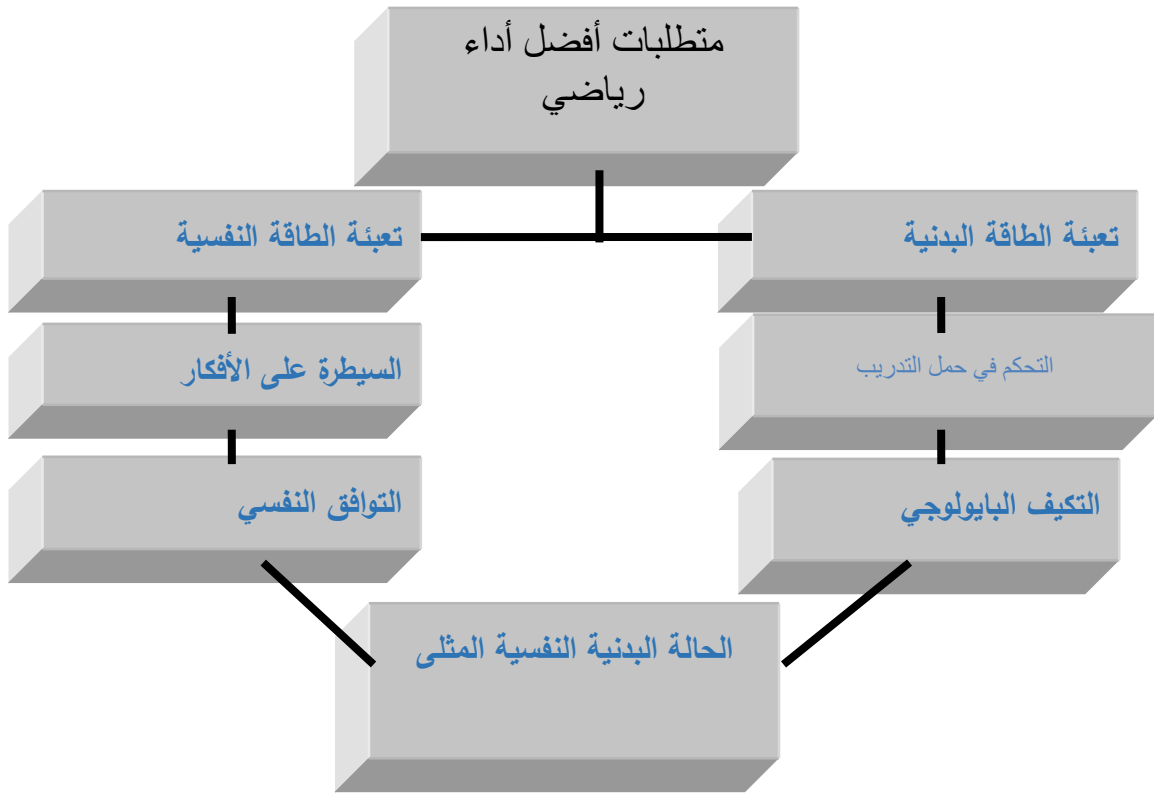 متطلبات أفضل أداء
رياضي
تعبئة الطاقة البدنية
تعبئة الطاقة النفسية
التحكم في حمل التدريب
السيطرة على الأفكار
التكيف البايولوجي
التوافق النفسي
الحالة البدنية النفسية المثلى